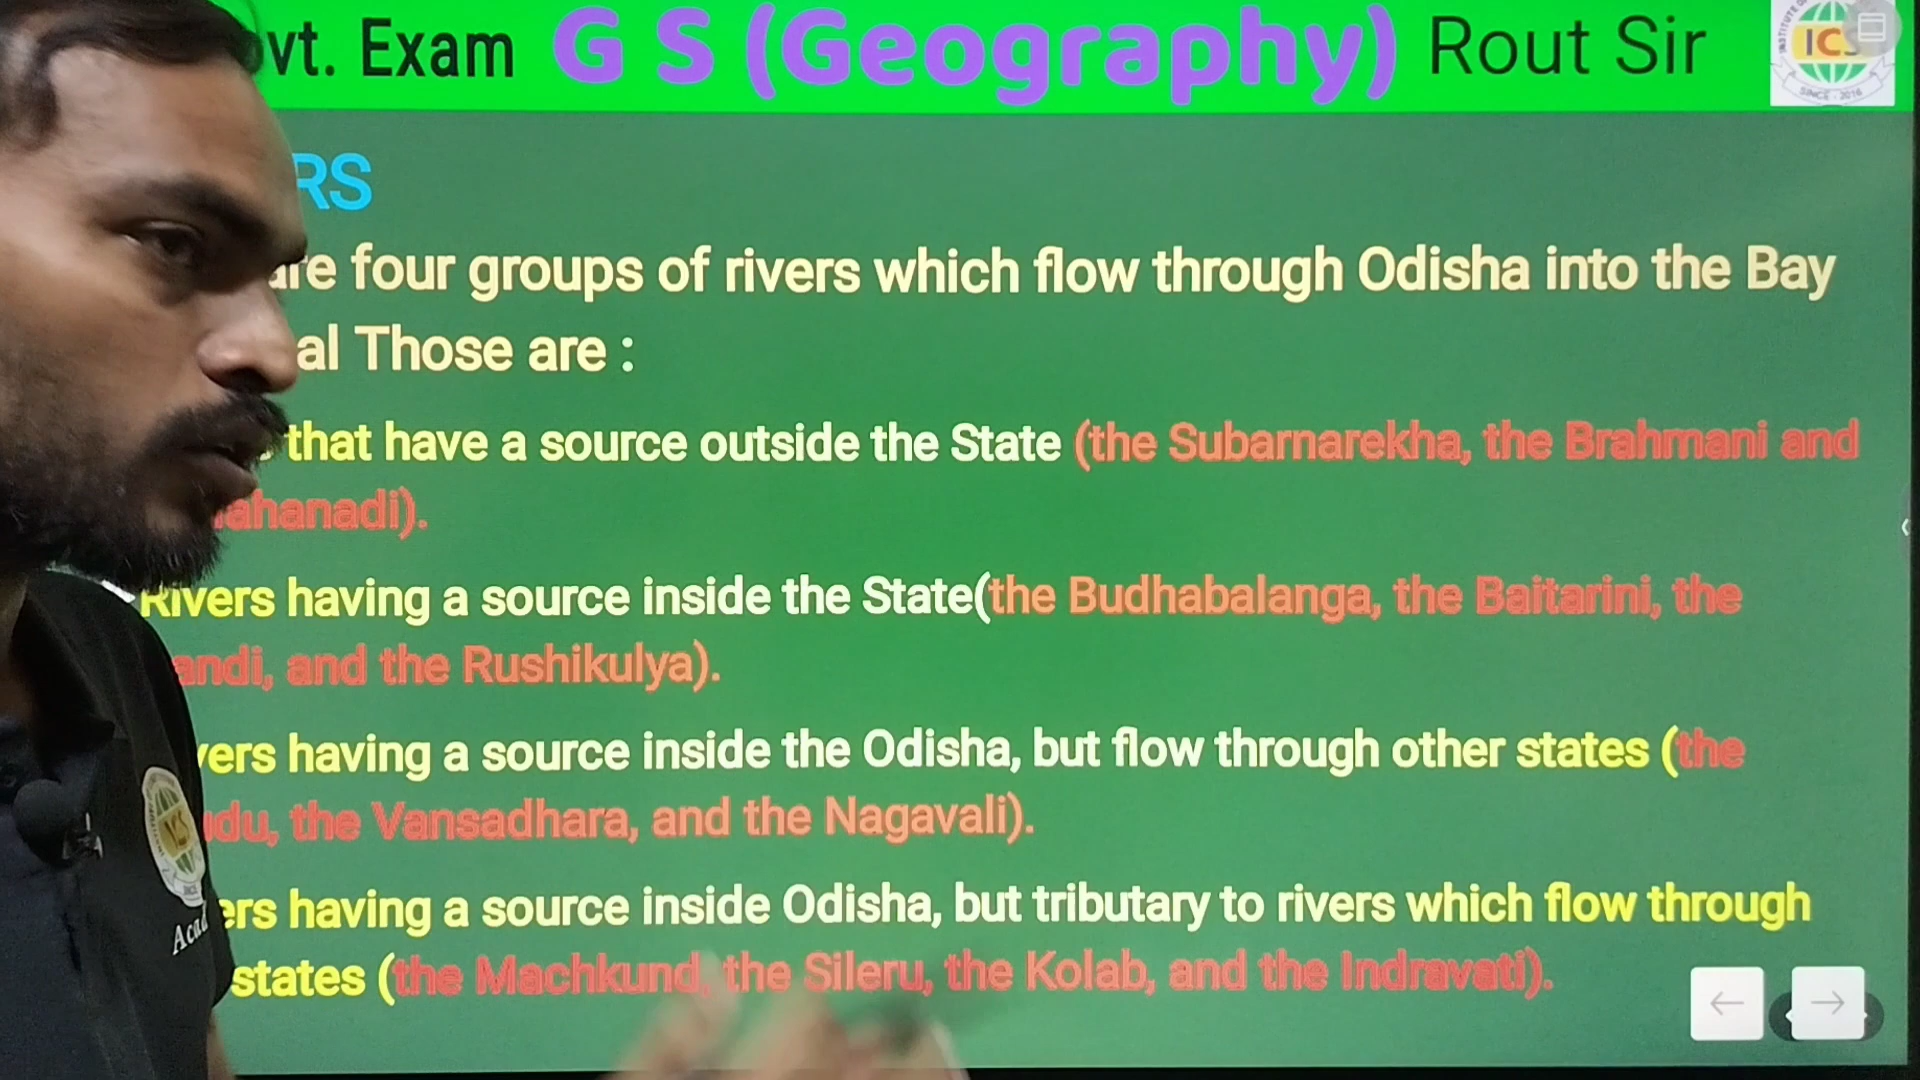 vt. Exam G S (Geography) Rout Sir
RS
are four groups of rivers which flow through Odisha into the Bay
al Those are :
that have a source outside the State (the Subarnarekha, the Brahmani and
ahanadi).
Rivers having a source inside the State(the Budhabalanga, the Baitarini, the
andi, and the Rushikulya).
vers having a source inside the Odisha, but flow through other states (the
udu, the Vansadhara, and the Nagavali).
ers having a source inside Odisha, but tributary to rivers which flow through
states (the Machkund, the Sileru, the Kolab, and the Indravati).
SINCE - 2016
ICS
Acad